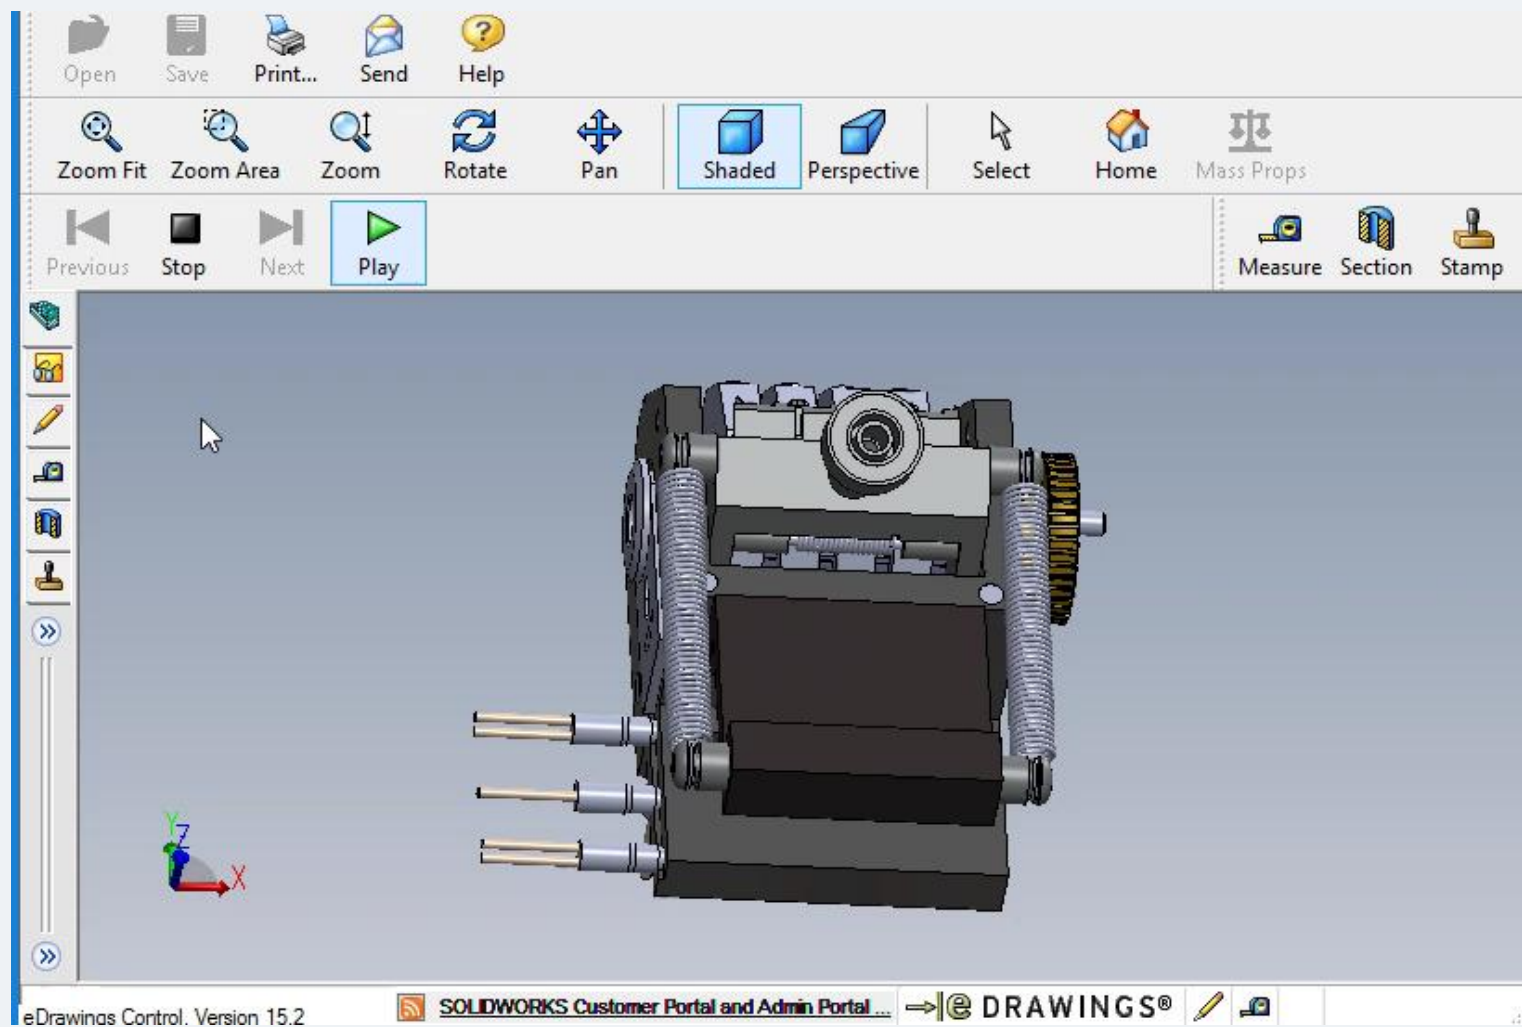 Open Save Print... Send Help
Zoom Fit Zoom Area Zoom Rotate Pan Shaded Perspective Select Home Mass Props
Previous Stop Next Play Measure Section Stamp
Y
Z
X
eDrawings Control, Version 15.2 SOLIDWORKS Customer Portal and Admin Portal ... e DRAWINGS®